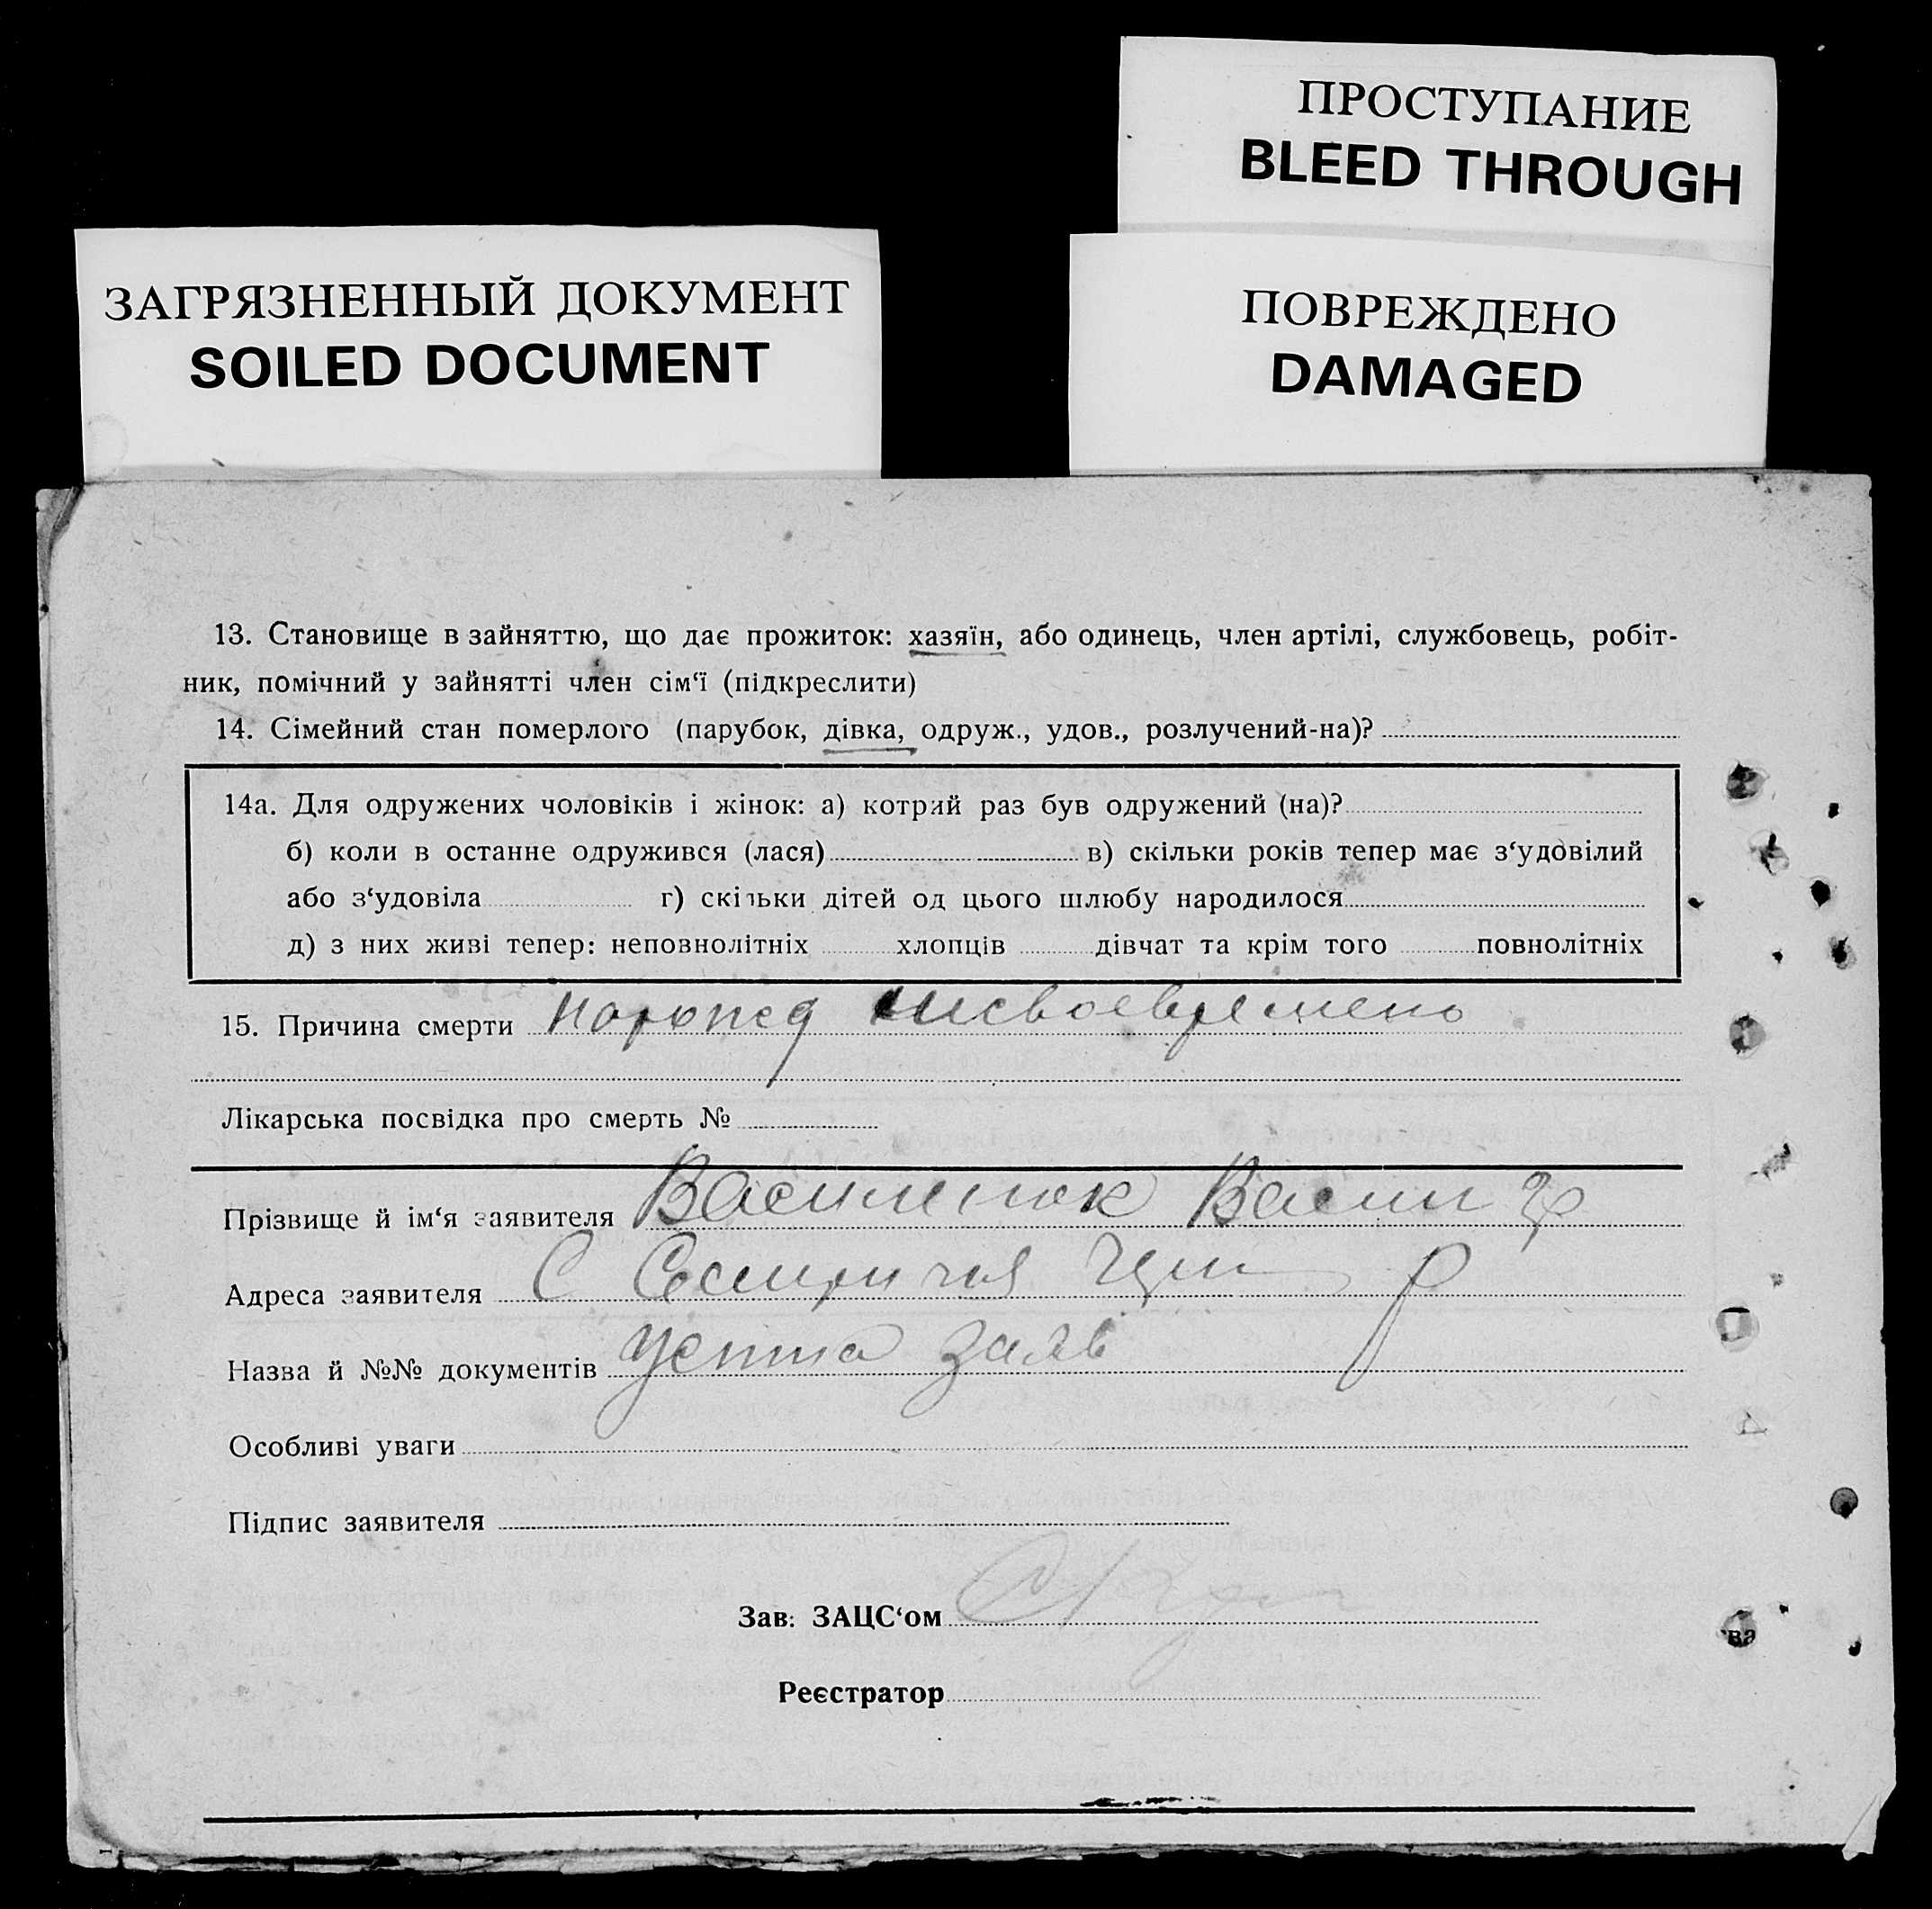 ПРОСТУПАНИЕ
BLEED THROUGH
ЗАГРЯЗНЕННЫЙ ДОКУМЕНТ
SOILED DOCUMENT
ПОВРЕЖДЕНО
DAMAGED
13. Становище в зайняттю, що дає прожиток: хазяїн, або одинець, член артілі, службовець, робіт-
ник, помічний у зайнятті член сім‘ї (підкреслити)
14. Сімейний стан померлого (парубок, дівка, одруж., удов., розлучений-на)?
14а. Для одружених чоловіків і жінок: а) котрий раз був одружений (на)?
б) коли в останне одружився (лася) в) скільки років тепер має з‘удовілий
або з‘удовіла г) скільки дітей од цього шлюбу народилося
д) з них живі тепер: неповнолітніх хлопців дівчат та крім того повнолітніх
15. Причина смерти
Лікарська посвідка про смерть №
Прізвище й ім‘я заявителя Василенок Васил
Адреса заявителя С
Назва й №№ документів Устна заяв
Особливі уваги
Підпис заявителя
Зав: ЗАЦС‘ом
Реєстратор
ва